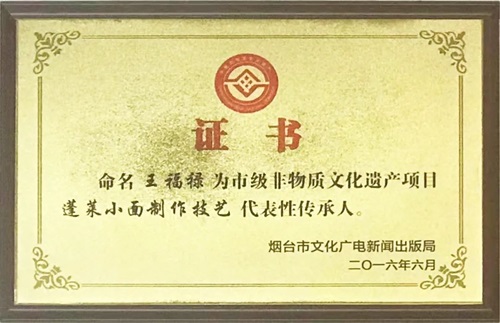 证书
命名 王福禄 为市级非物质文化遗产项目
蓬莱小面制作技艺 代表性传承人。
烟台市文化广电新闻出版局
二〇一六年六月